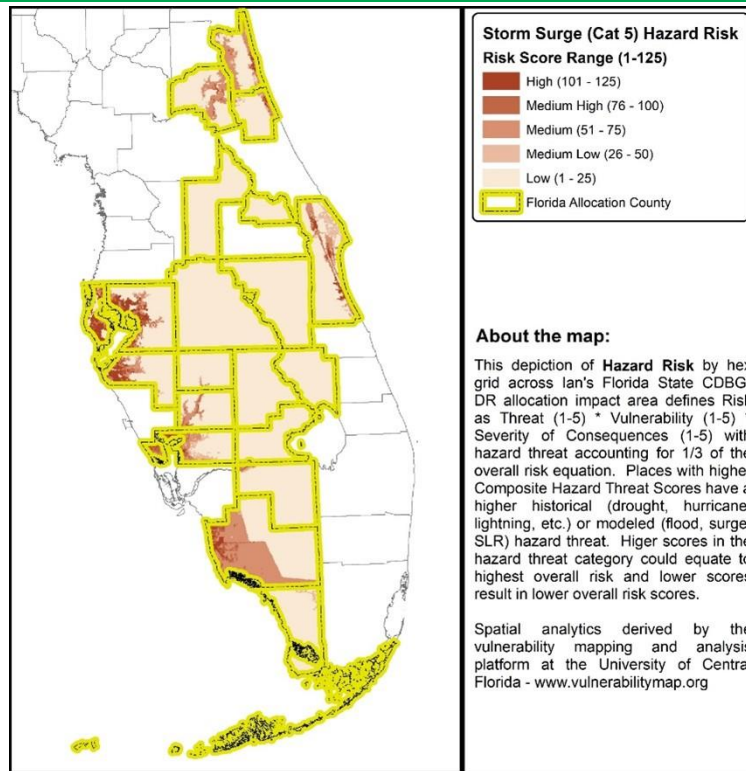 Storm Surge (Cat 5) Hazard Risk
Risk Score Range (1-125)
High (101 - 125)
Medium High (76 - 100)
Medium (51 - 75)
Medium Low (26 - 50)
Low (1 - 25)
Florida Allocation County
About the map:
This depiction of Hazard Risk by hex
grid across Ian's Florida State CDBG-
DR allocation impact area defines Risk
as Threat (1-5) * Vulnerability (1-5) *
Severity of Consequences (1-5) with
hazard threat accounting for 1/3 of the
overall risk equation. Places with higher
Composite Hazard Threat Scores have a
higher historical (drought, hurricane,
lightning, etc.) or modeled (flood, surge,
SLR) hazard threat. Higer scores in the
hazard threat category could equate to
highest overall risk and lower scores
result in lower overall risk scores.
Spatial analytics derived by the
vulnerability mapping and analysis
platform at the University of Central
Florida - www.vulnerabilitymap.org